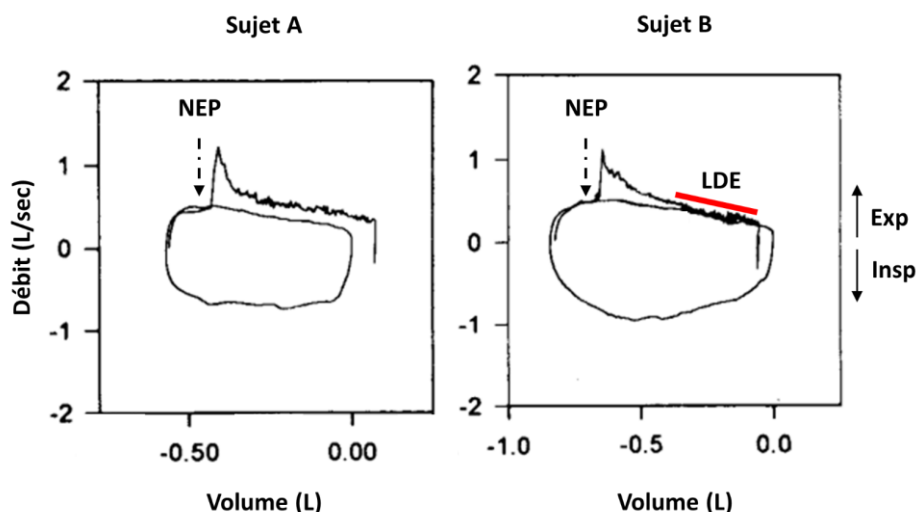 Sujet A
Sujet B
Débit (L/sec)
2
1
0
-1
-2
NEP
-0.50
0.00
Volume (L)
2
1
0
-1
-2
NEP
LDE
-1.0
-0.5
0.0
Volume (L)
Exp
Insp